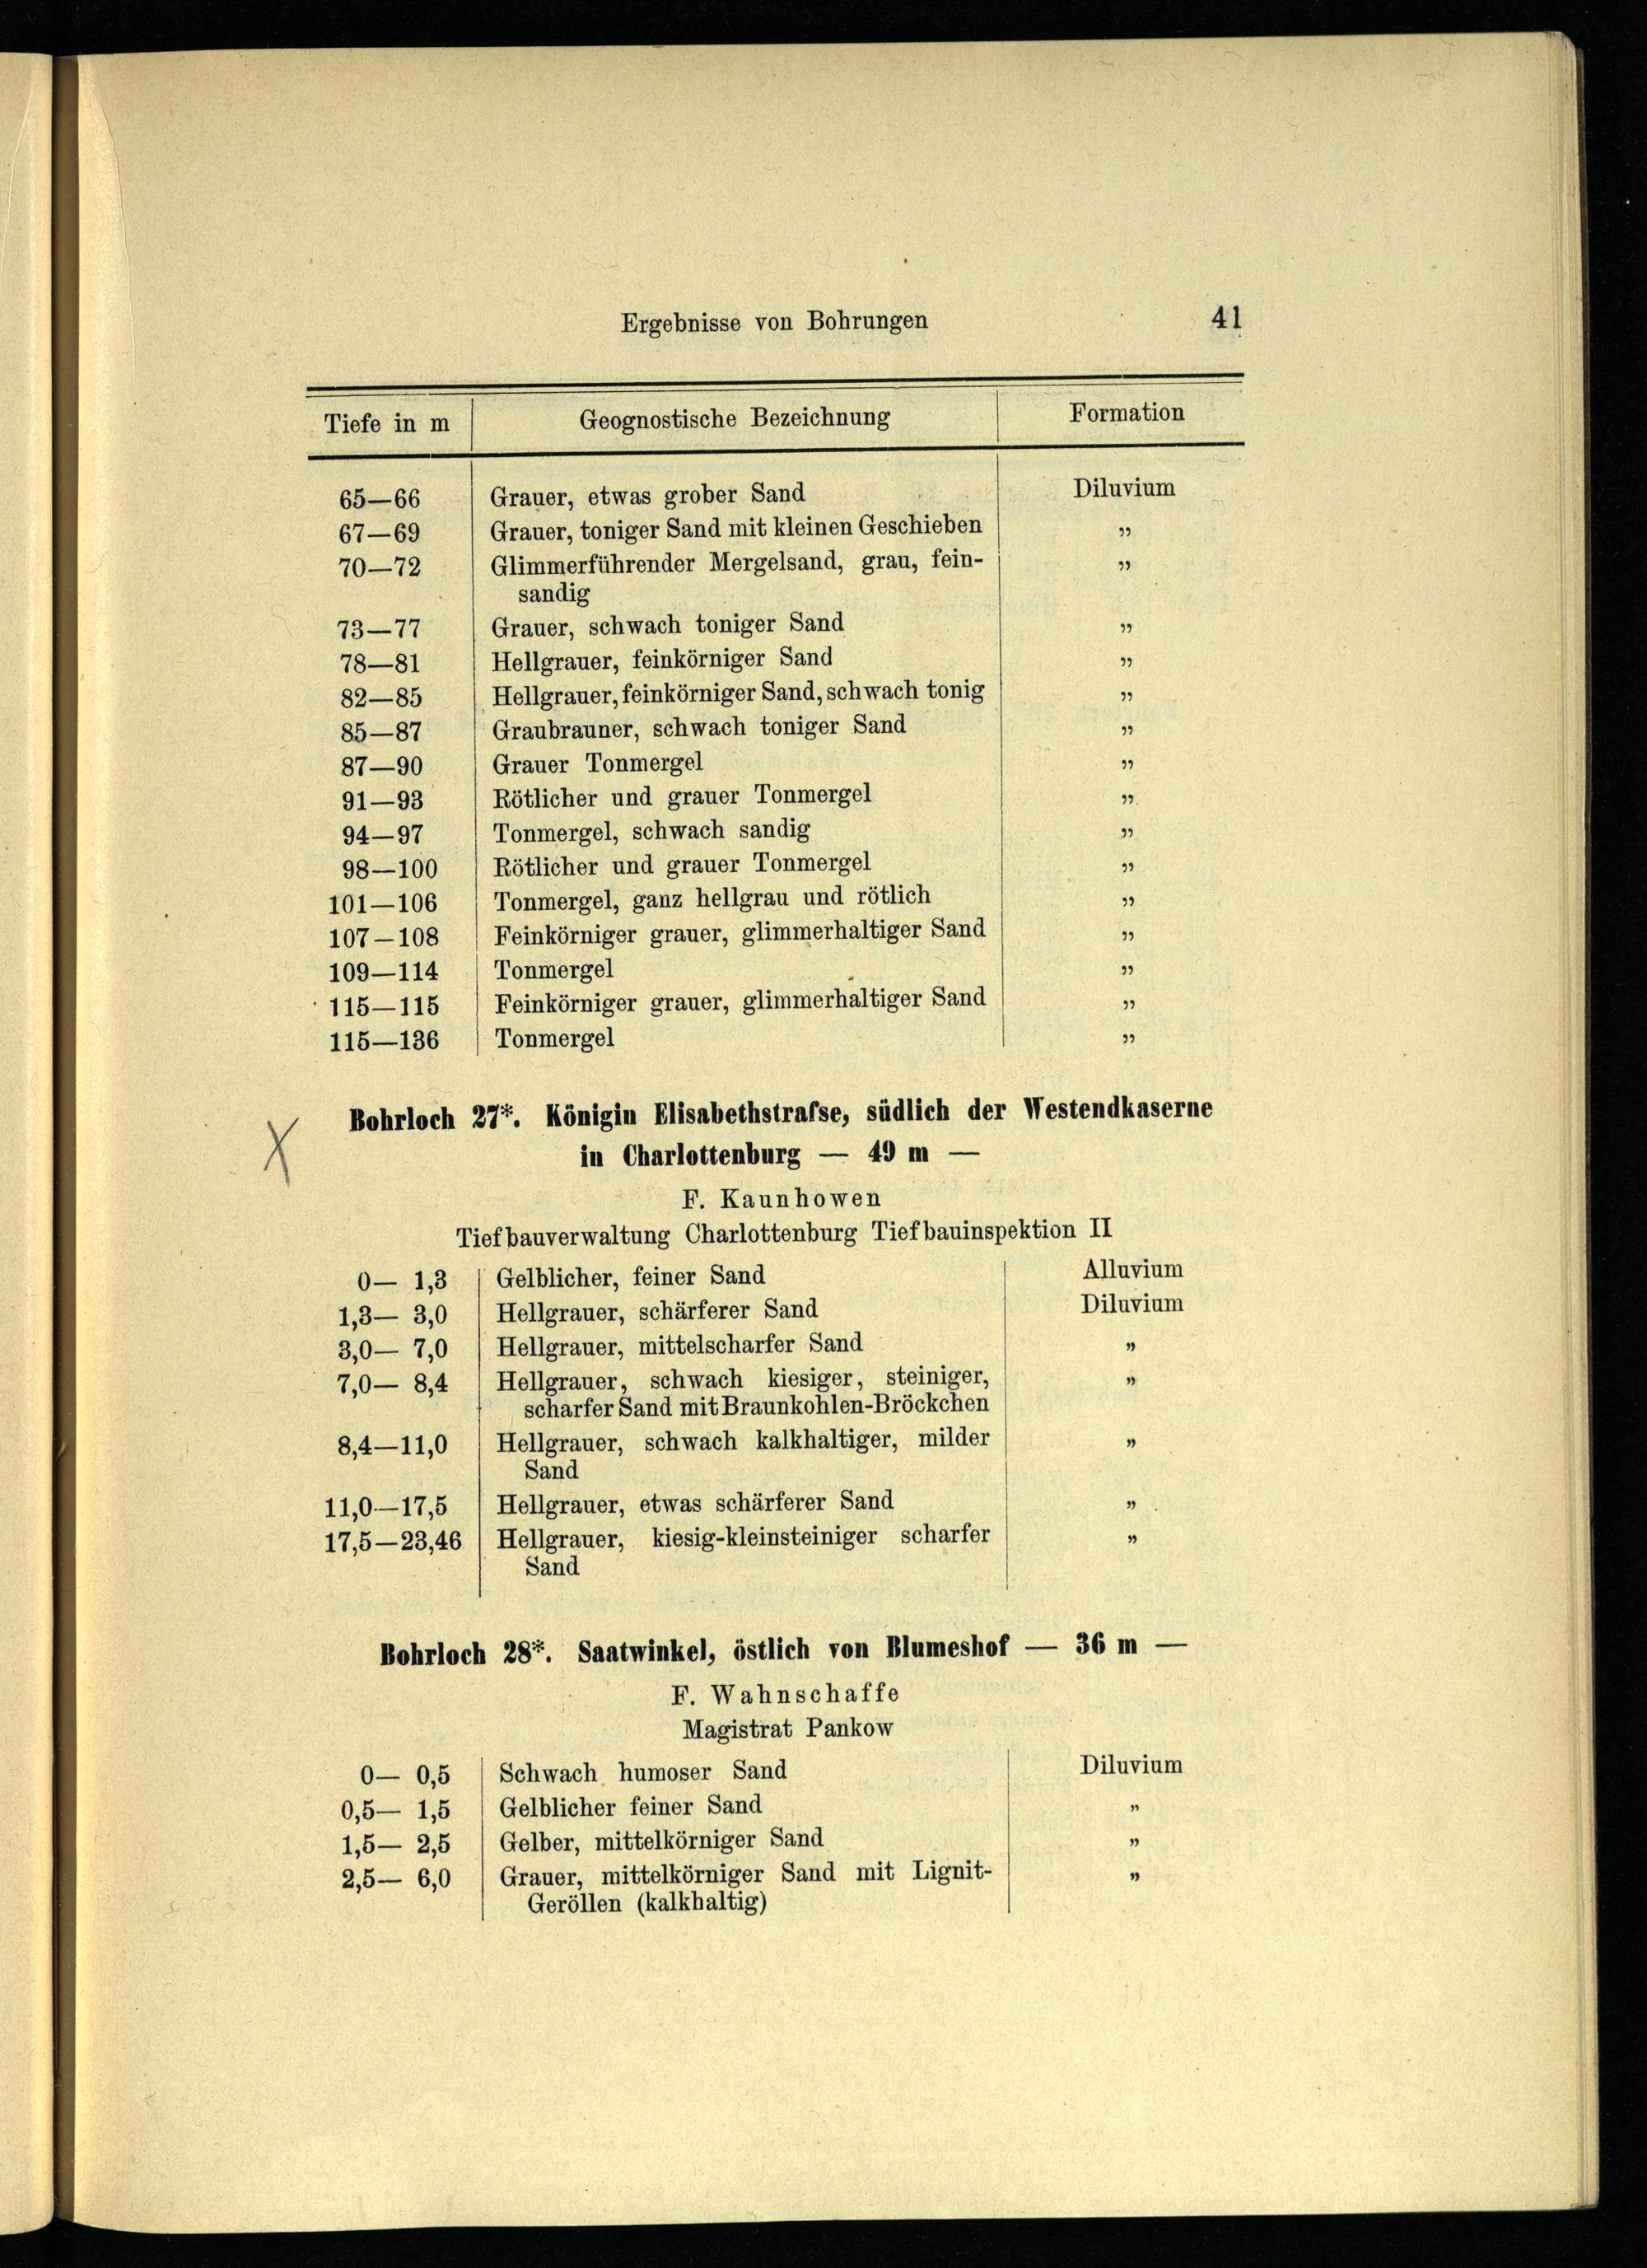 Ergebnisse von Bohrungen 41
Tiefe in m Geognostische Bezeichnung Formation
65—66 Grauer, etwas grober Sand Diluvium
67—69 Grauer, toniger Sand mit kleinen Geschieben „
70—72 Glimmerführender Mergelsand, grau, fein- „
sandig
73—77 Grauer, schwach toniger Sand „
78—81 Hellgrauer, feinkörniger Sand „
82—85 Hellgrauer, feinkörniger Sand, schwach tonig „
85—87 Graubrauner, schwach toniger Sand „
87—90 Grauer Tonmergel „
91—93 Rötlicher und grauer Tonmergel „
94—97 Tonmergel, schwach sandig „
98—100 Rötlicher und grauer Tonmergel „
101—106 Tonmergel, ganz hellgrau und rötlich „
107—108 Feinkörniger grauer, glimmerhaltiger Sand „
109—114 Tonmergel „
115—115 Feinkörniger grauer, glimmerhaltiger Sand „
115—136 Tonmergel „
Bohrloch 27*. Königin Elisabethstraſse, südlich der Westendkaserne
X in Charlottenburg — 49 m —
F. Kaunhowen
Tiefbauverwaltung Charlottenburg Tiefbauinspektion II
0— 1,3 Gelblicher, feiner Sand Alluvium
1,3— 3,0 Hellgrauer, schärferer Sand Diluvium
3,0— 7,0 Hellgrauer, mittelscharfer Sand „
7,0— 8,4 Hellgrauer, schwach kiesiger, steiniger, „
scharfer Sand mit Braunkohlen-Bröckchen
8,4—11,0 Hellgrauer, schwach kalkhaltiger, milder „
Sand
11,0—17,5 Hellgrauer, etwas schärferer Sand „
17,5—23,46 Hellgrauer, kiesig-kleinsteiniger scharfer „
Sand
Bohrloch 28*. Saatwinkel, östlich von Blumeshof — 36 m —
F. Wahnschaffe
Magistrat Pankow
0— 0,5 Schwach humoser Sand Diluvium
0,5— 1,5 Gelblicher feiner Sand „
1,5— 2,5 Gelber, mittelkörniger Sand „
2,5— 6,0 Grauer, mittelkörniger Sand mit Lignit- „
Geröllen (kalkhaltig)